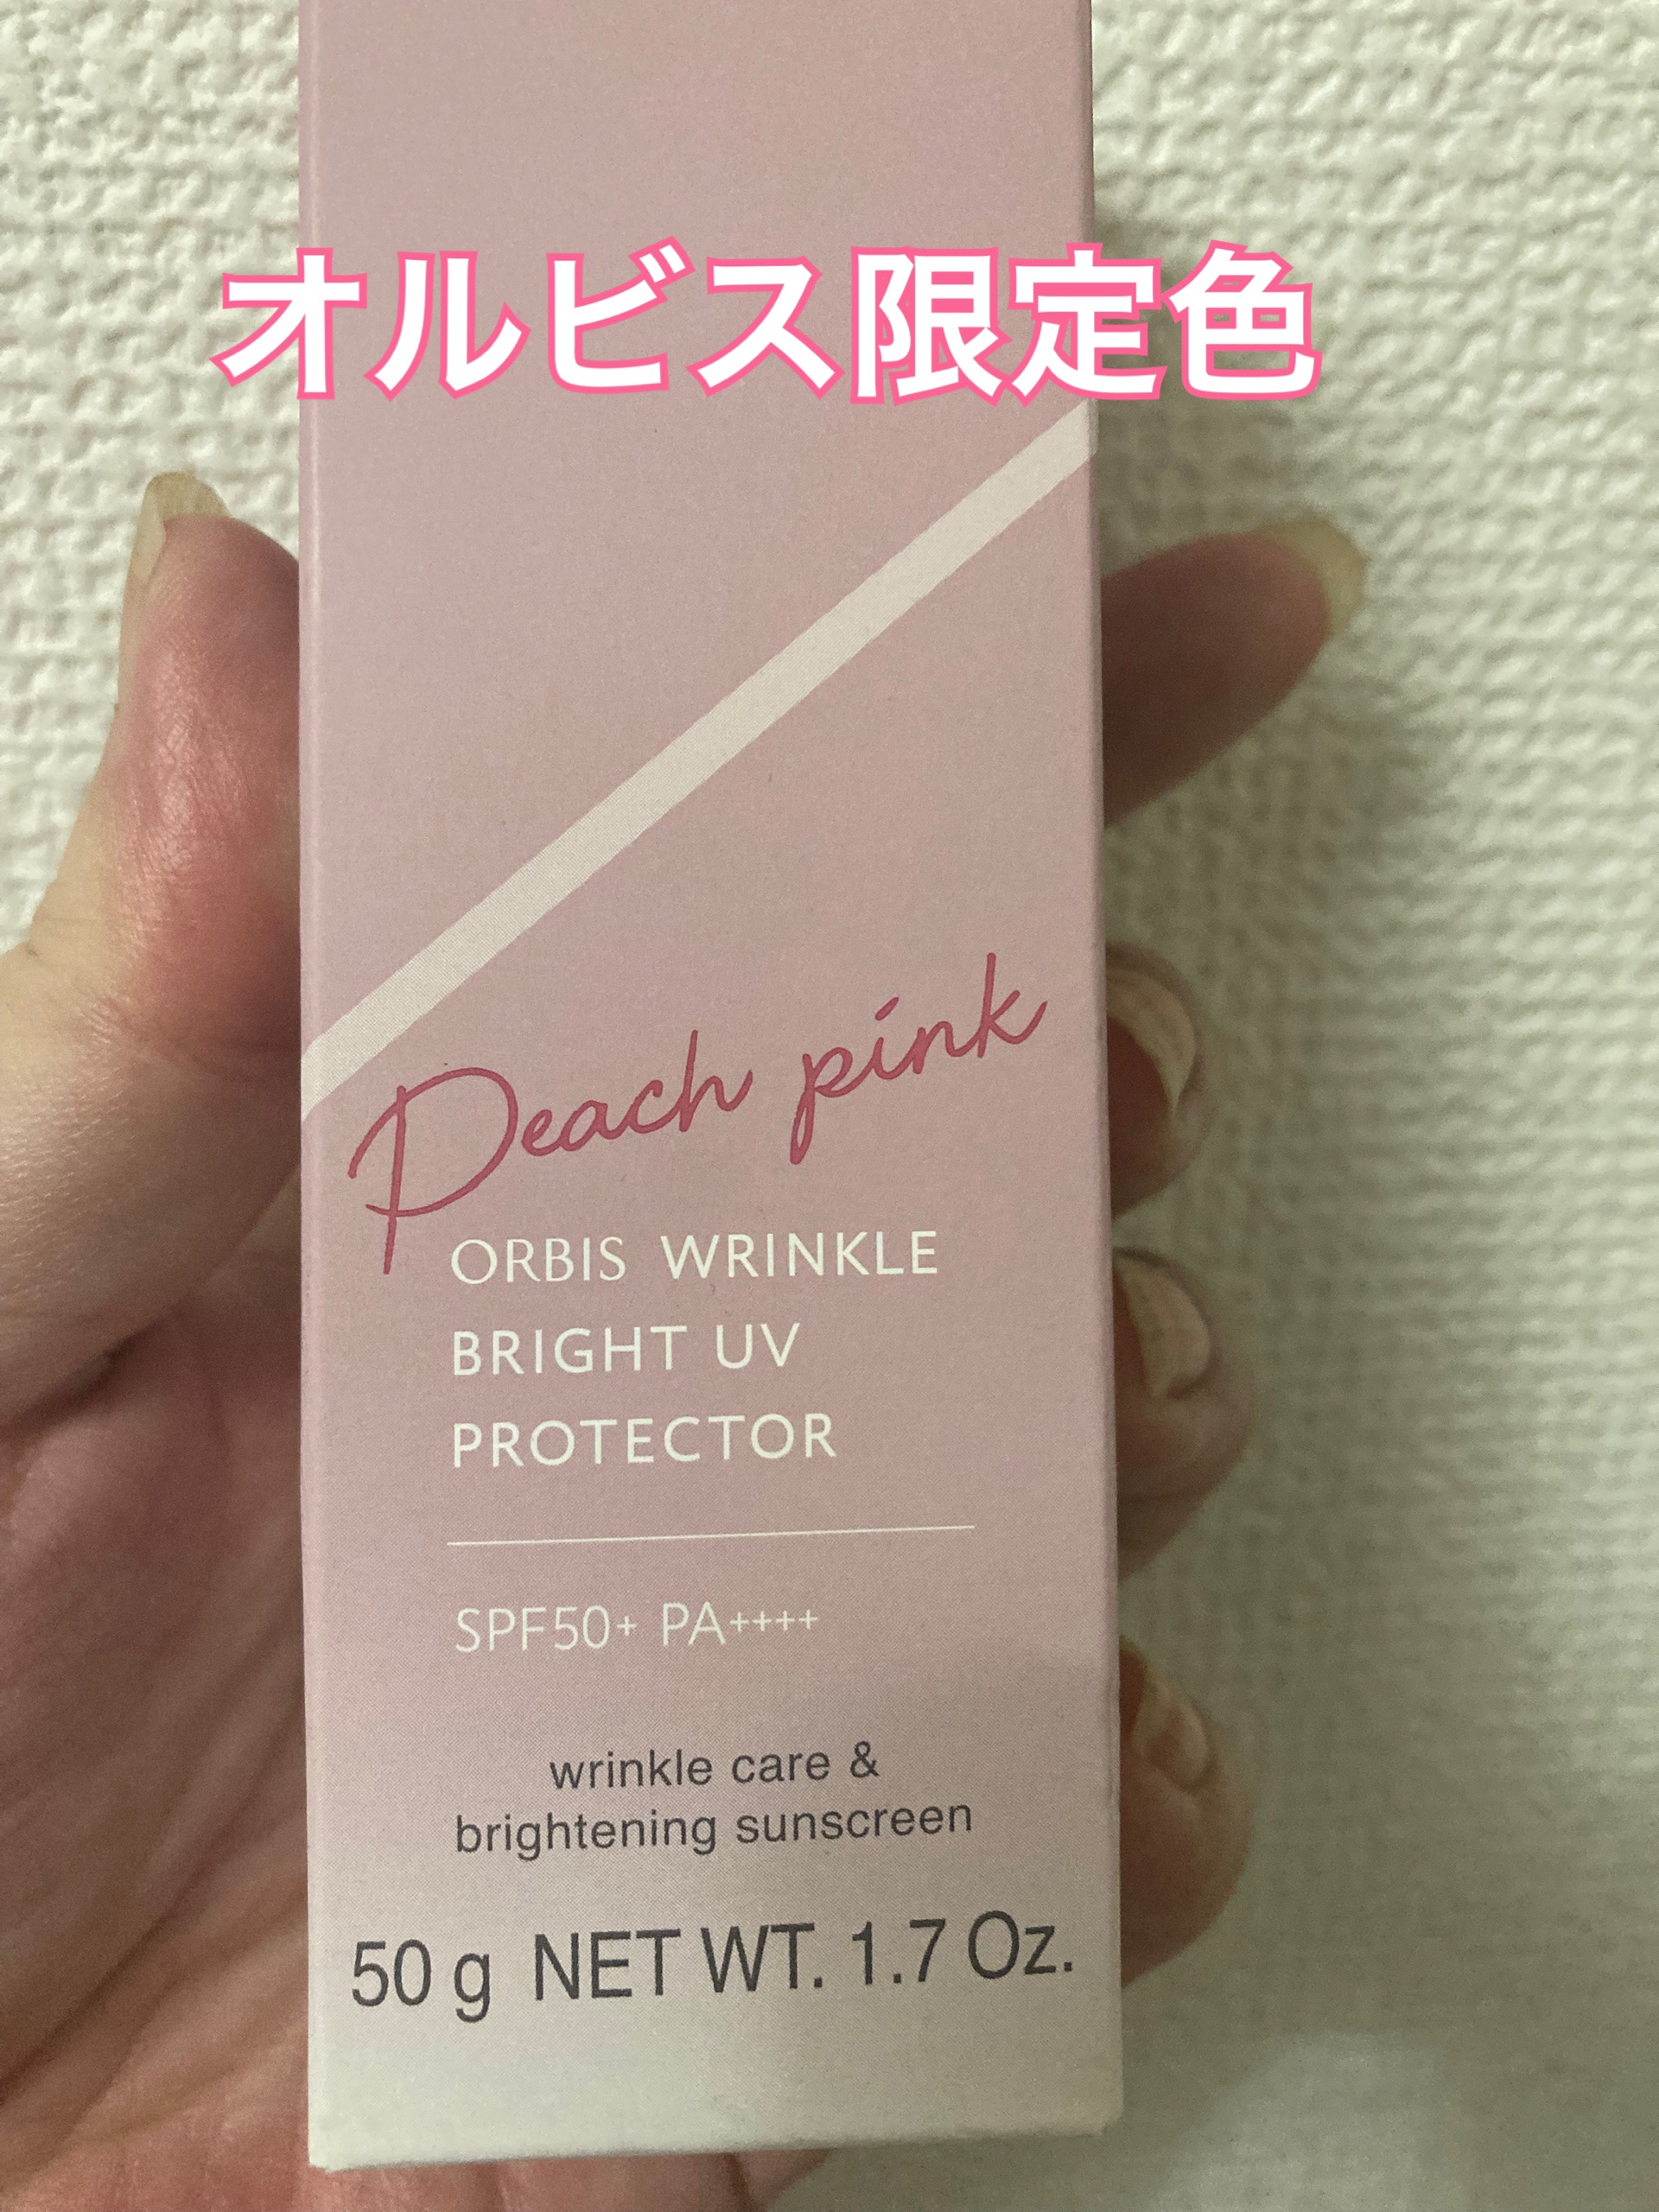 オルビス限定色
Peach pink
ORBIS WRINKLE
BRIGHT UV
PROTECTOR
SPF50+ PA++++
wrinkle care &
brightening sunscreen
50 g NET WT. 1.7 Oz.